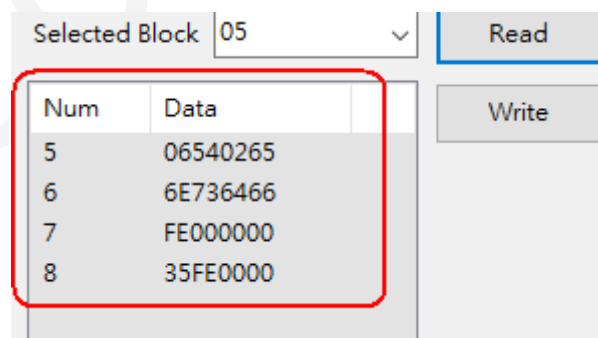 Selected Block 05 Read
Num Data Write
5 06540265
6 6E736466
7 FE000000
8 35FE0000